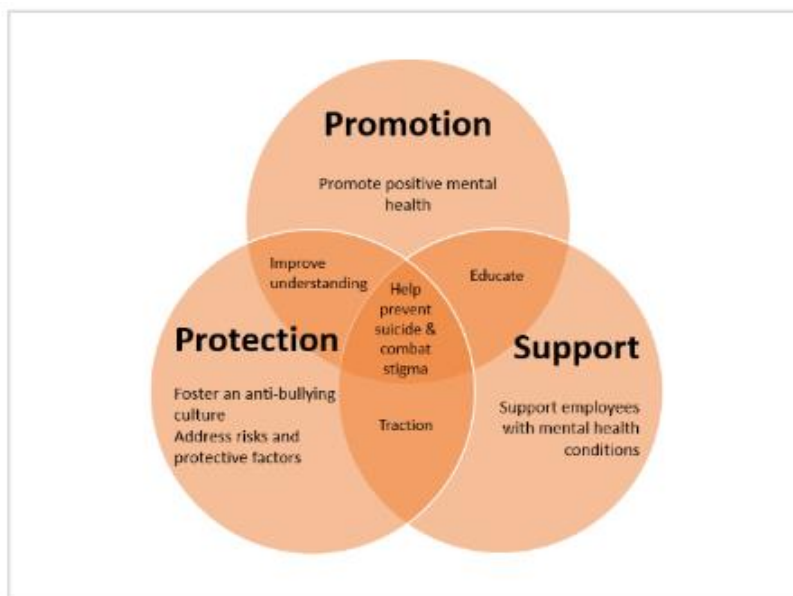 Promotion
Promote positive mental
health
Improve
understanding
Educate
Help
prevent
suicide &
combat
stigma
Protection
Foster an anti-bullying
culture
Address risks and
protective factors
Support
Support employees
with mental health
conditions
Traction